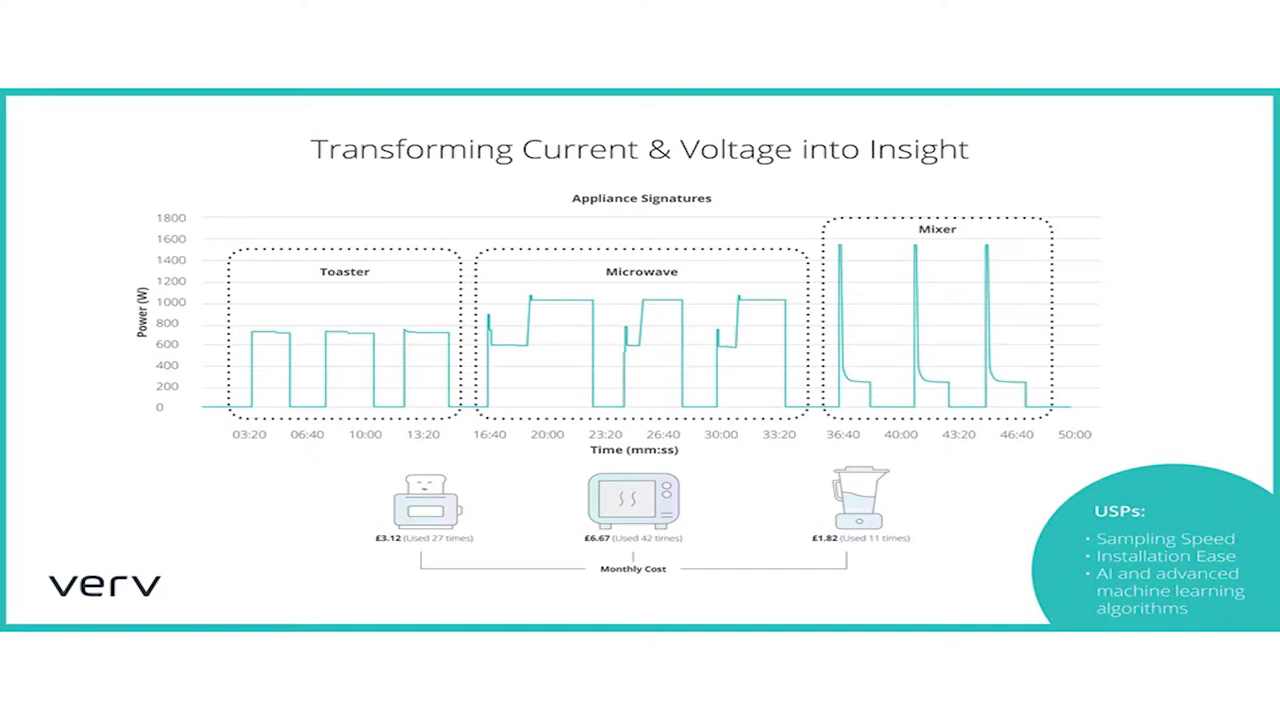 Transforming Current & Voltage into Insight
Appliance Signatures
Power (W)
1800
1600
1400
1200
1000
800
600
400
200
0
Toaster
Microwave
Mixer
03:20 06:40 10:00 13:20 16:40 20:00 23:20 26:40 30:00 33:20 36:40 40:00 43:20 46:40 50:00
Time (mm:ss)
£3.12 (Used 27 times) £6.67 (Used 42 times) £1.82 (Used 11 times)
Monthly Cost
verv
USPs:
· Sampling Speed
· Installation Ease
· AI and advanced
machine learning
algorithms